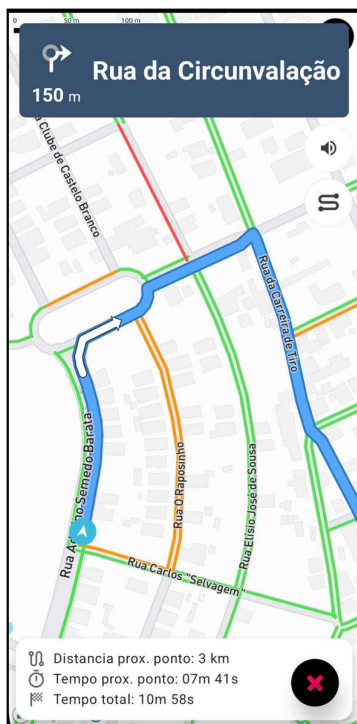 0
50 m
100 m
Rua da Circunvalação
150 m
a Clube de Castelo Branco
Rua da Carreira de Tiro
Rua Elísio José de Sousa
Rua O Raposinho
Semedo Barata
Rua Carlos "Selvagem"
Distancia prox. ponto: 3 km
Tempo prox. ponto: 07m 41s
Tempo total: 10m 58s